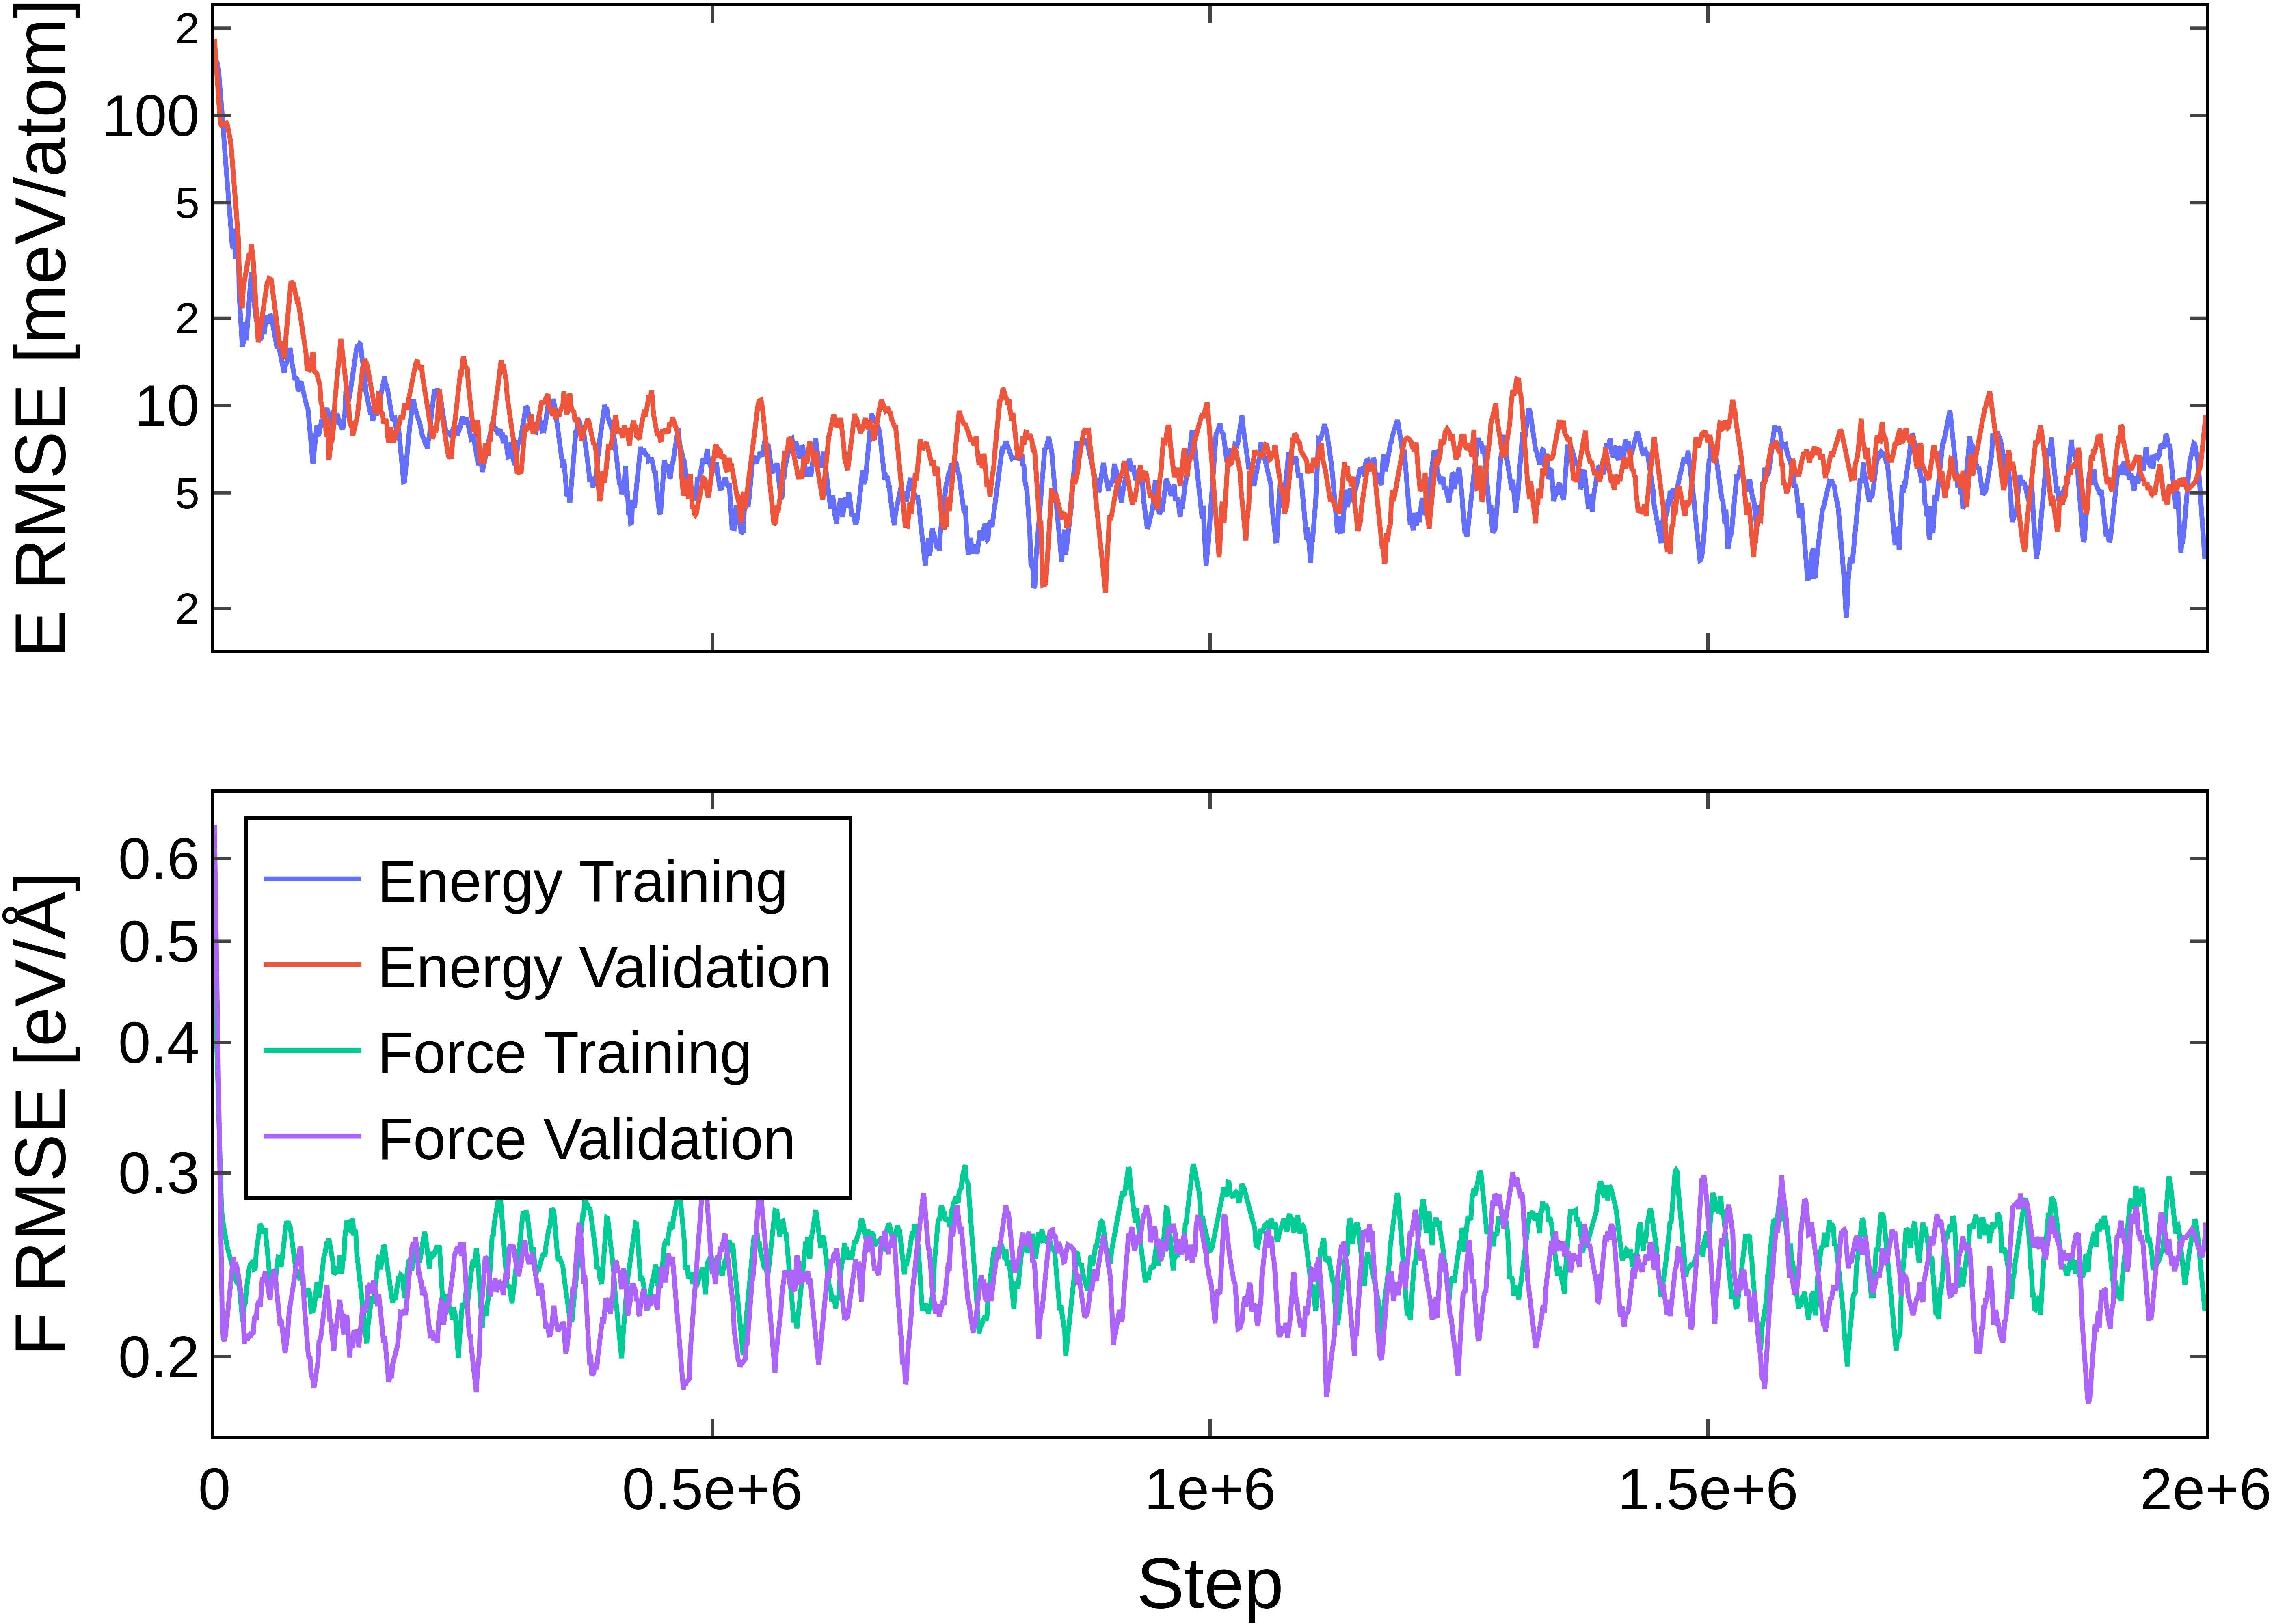 E RMSE [meV/atom]
2
100
5
2
10
5
2
F RMSE [eV/Å]
0.6
0.5
0.4
0.3
0.2
Energy Training
Energy Validation
Force Training
Force Validation
0 0.5e+6 1e+6 1.5e+6 2e+6
Step